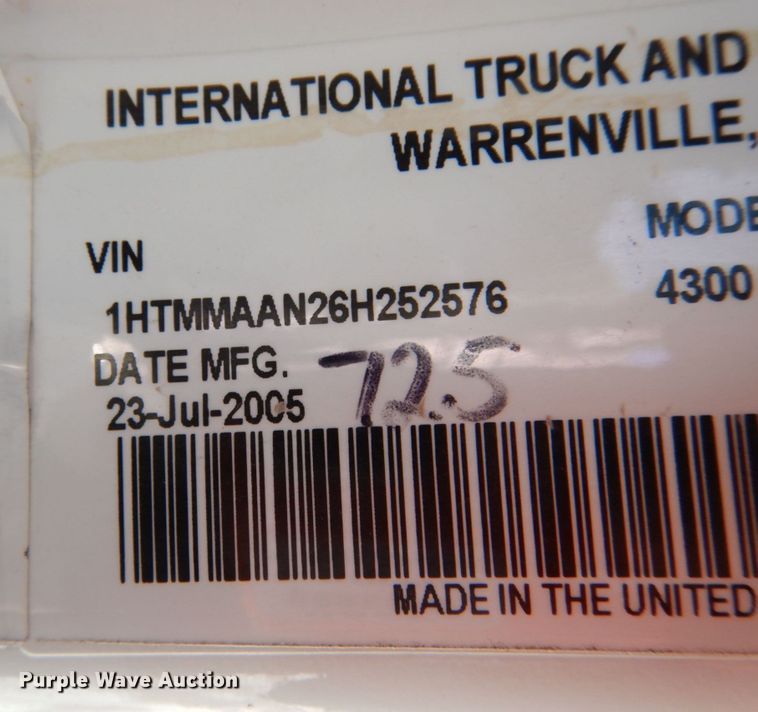 INTERNATIONAL TRUCK AND
WARRENVILLE,
MODE
VIN
4300
1HTMMAAN26H252576
DATE MFG.
72.5
23-Jul-2005
MADE IN THE UNITED
Purple Wave Auction